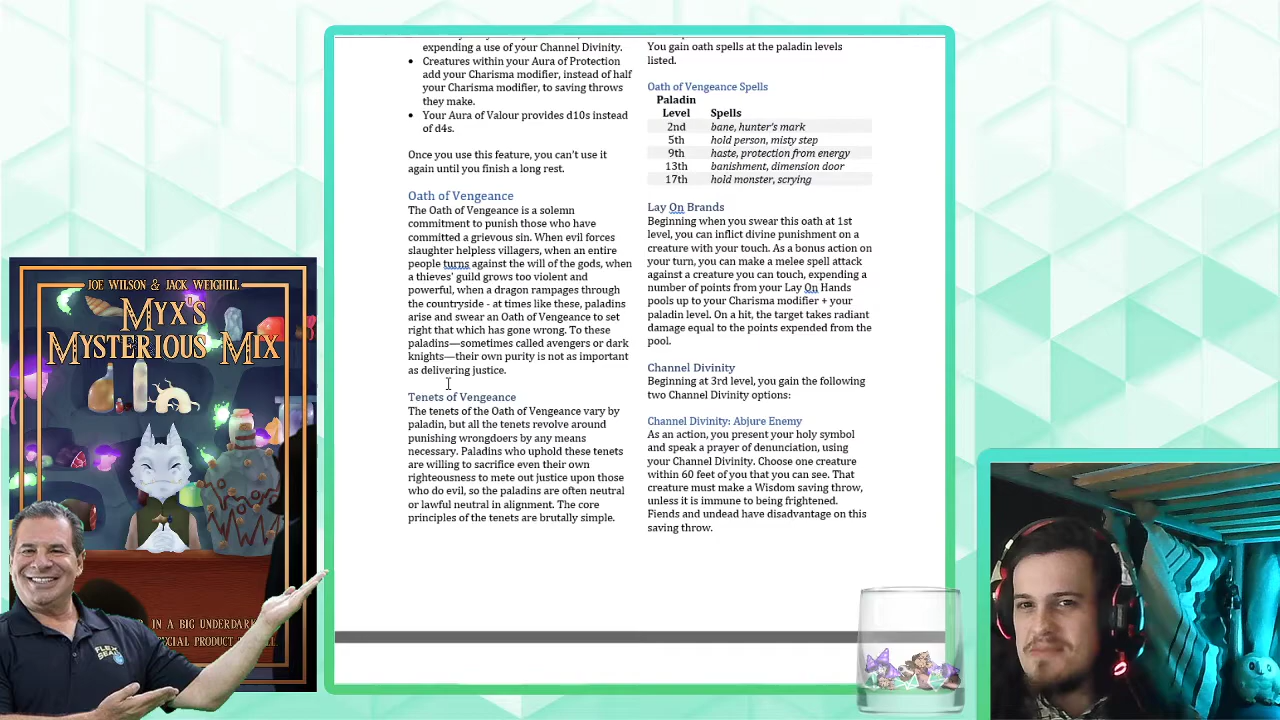 JOE WILSON & JACK WEIGHILL
MYX'S
MYSTERIOUS MIX
IN A BIG UNDERDARK
FLEX
SEAL
expending a use of your Channel Divinity.
• Creatures within your Aura of Protection
add your Charisma modifier, instead of half
your Charisma modifier, to saving throws
they make.
• Your Aura of Valour provides d10s instead
of d4s.
Once you use this feature, you can't use it
again until you finish a long rest.
Oath of Vengeance
The Oath of Vengeance is a solemn
commitment to punish those who have
committed a grievous sin. When evil forces
slaughter helpless villagers, when an entire
people turns against the will of the gods, when
a thieves' guild grows too violent and
powerful, when a dragon rampages through
the countryside - at times like these, paladins
arise and swear an Oath of Vengeance to set
right that which has gone wrong. To these
paladins—sometimes called avengers or dark
knights—their own purity is not as important
as delivering justice.
Tenets of Vengeance
The tenets of the Oath of Vengeance vary by
paladin, but all the tenets revolve around
punishing wrongdoers by any means
necessary. Paladins who uphold these tenets
are willing to sacrifice even their own
righteousness to mete out justice upon those
who do evil, so the paladins are often neutral
or lawful neutral in alignment. The core
principles of the tenets are brutally simple.
You gain oath spells at the paladin levels
listed.
Oath of Vengeance Spells
Paladin
Level Spells
2nd bane, hunter's mark
5th hold person, misty step
9th haste, protection from energy
13th banishment, dimension door
17th hold monster, scrying
Lay On Brands
Beginning when you swear this oath at 1st
level, you can inflict divine punishment on a
creature with your touch. As a bonus action on
your turn, you can make a melee spell attack
against a creature you can touch, expending a
number of points from your Lay On Hands
pools up to your Charisma modifier + your
paladin level. On a hit, the target takes radiant
damage equal to the points expended from the
pool.
Channel Divinity
Beginning at 3rd level, you gain the following
two Channel Divinity options:
Channel Divinity: Abjure Enemy
As an action, you present your holy symbol
and speak a prayer of denunciation, using
your Channel Divinity. Choose one creature
within 60 feet of you that you can see. That
creature must make a Wisdom saving throw,
unless it is immune to being frightened.
Fiends and undead have disadvantage on this
saving throw.